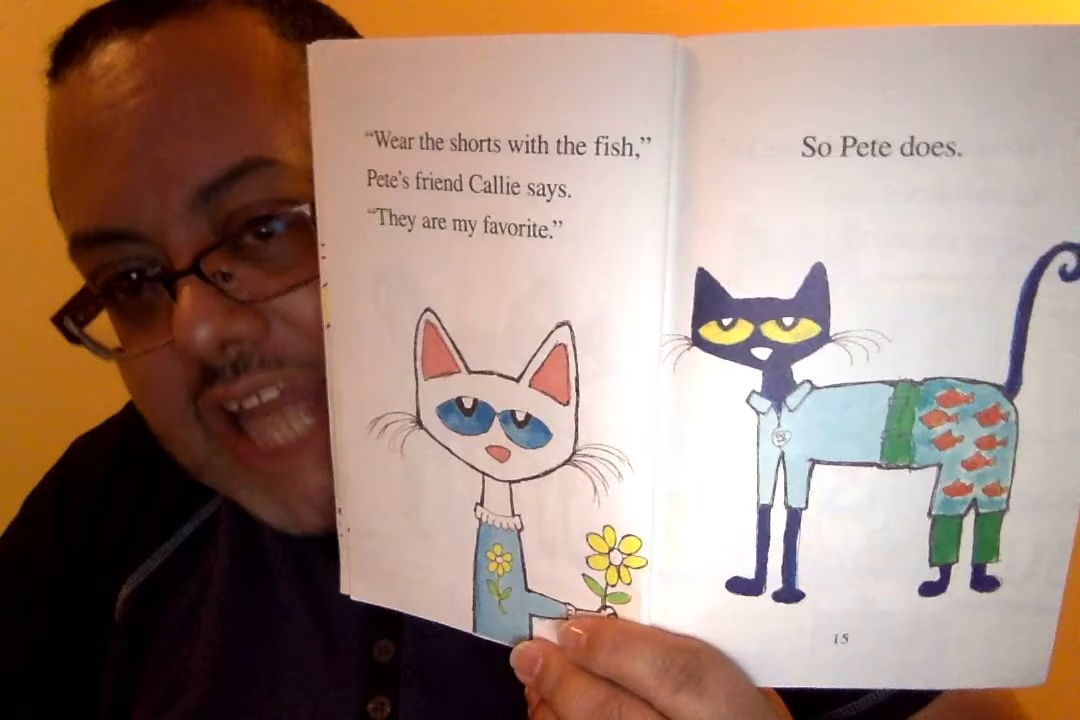 “Wear the shorts with the fish,”
Pete’s friend Callie says.
“They are my favorite.”
So Pete does.
15